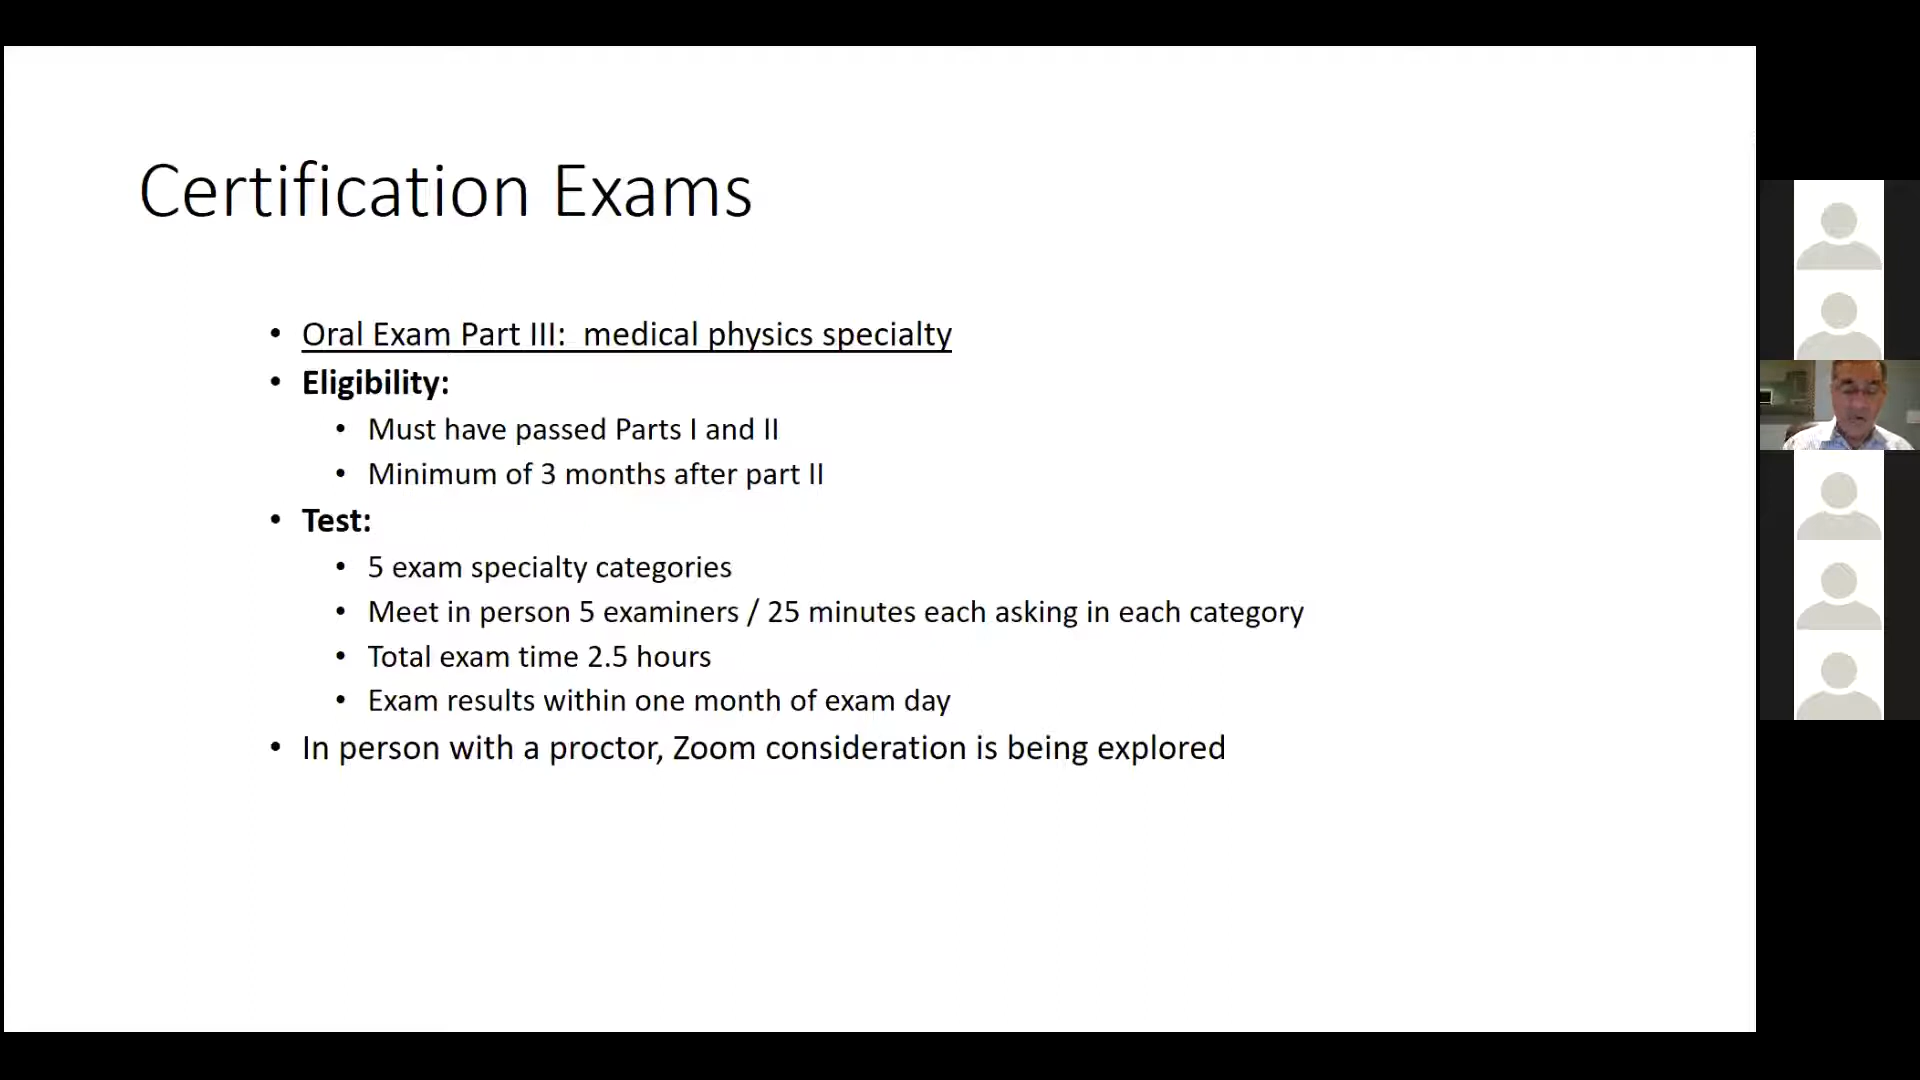 Certification Exams
• Oral Exam Part III:  medical physics specialty
• Eligibility:
• Must have passed Parts I and II
• Minimum of 3 months after part II
• Test:
• 5 exam specialty categories
• Meet in person 5 examiners / 25 minutes each asking in each category
• Total exam time 2.5 hours
• Exam results within one month of exam day
• In person with a proctor, Zoom consideration is being explored